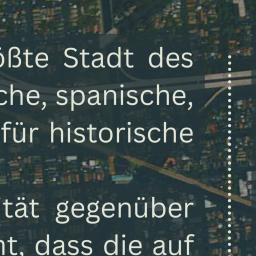 ößte Stadt des
che, spanische,
für historische
tät gegenüber
nt, dass die auf